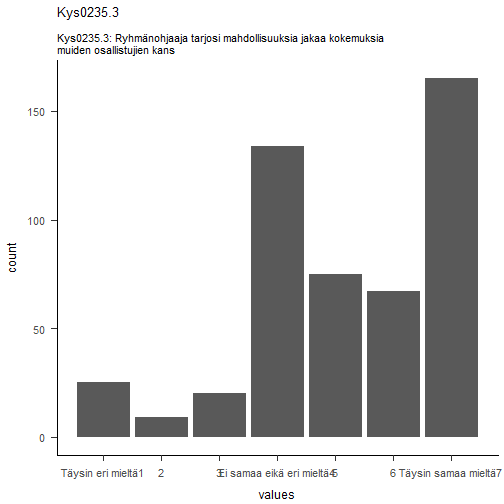 Kys0235.3
Kys0235.3: Ryhmänohjaaja tarjosi mahdollisuuksia jakaa kokemuksia
muiden osallistujien kans
150
100
50
0
count
Täysin eri mieltä1 2 3 Ei samaa eikä eri mieltä4 5 6 Täysin samaa mieltä7
values